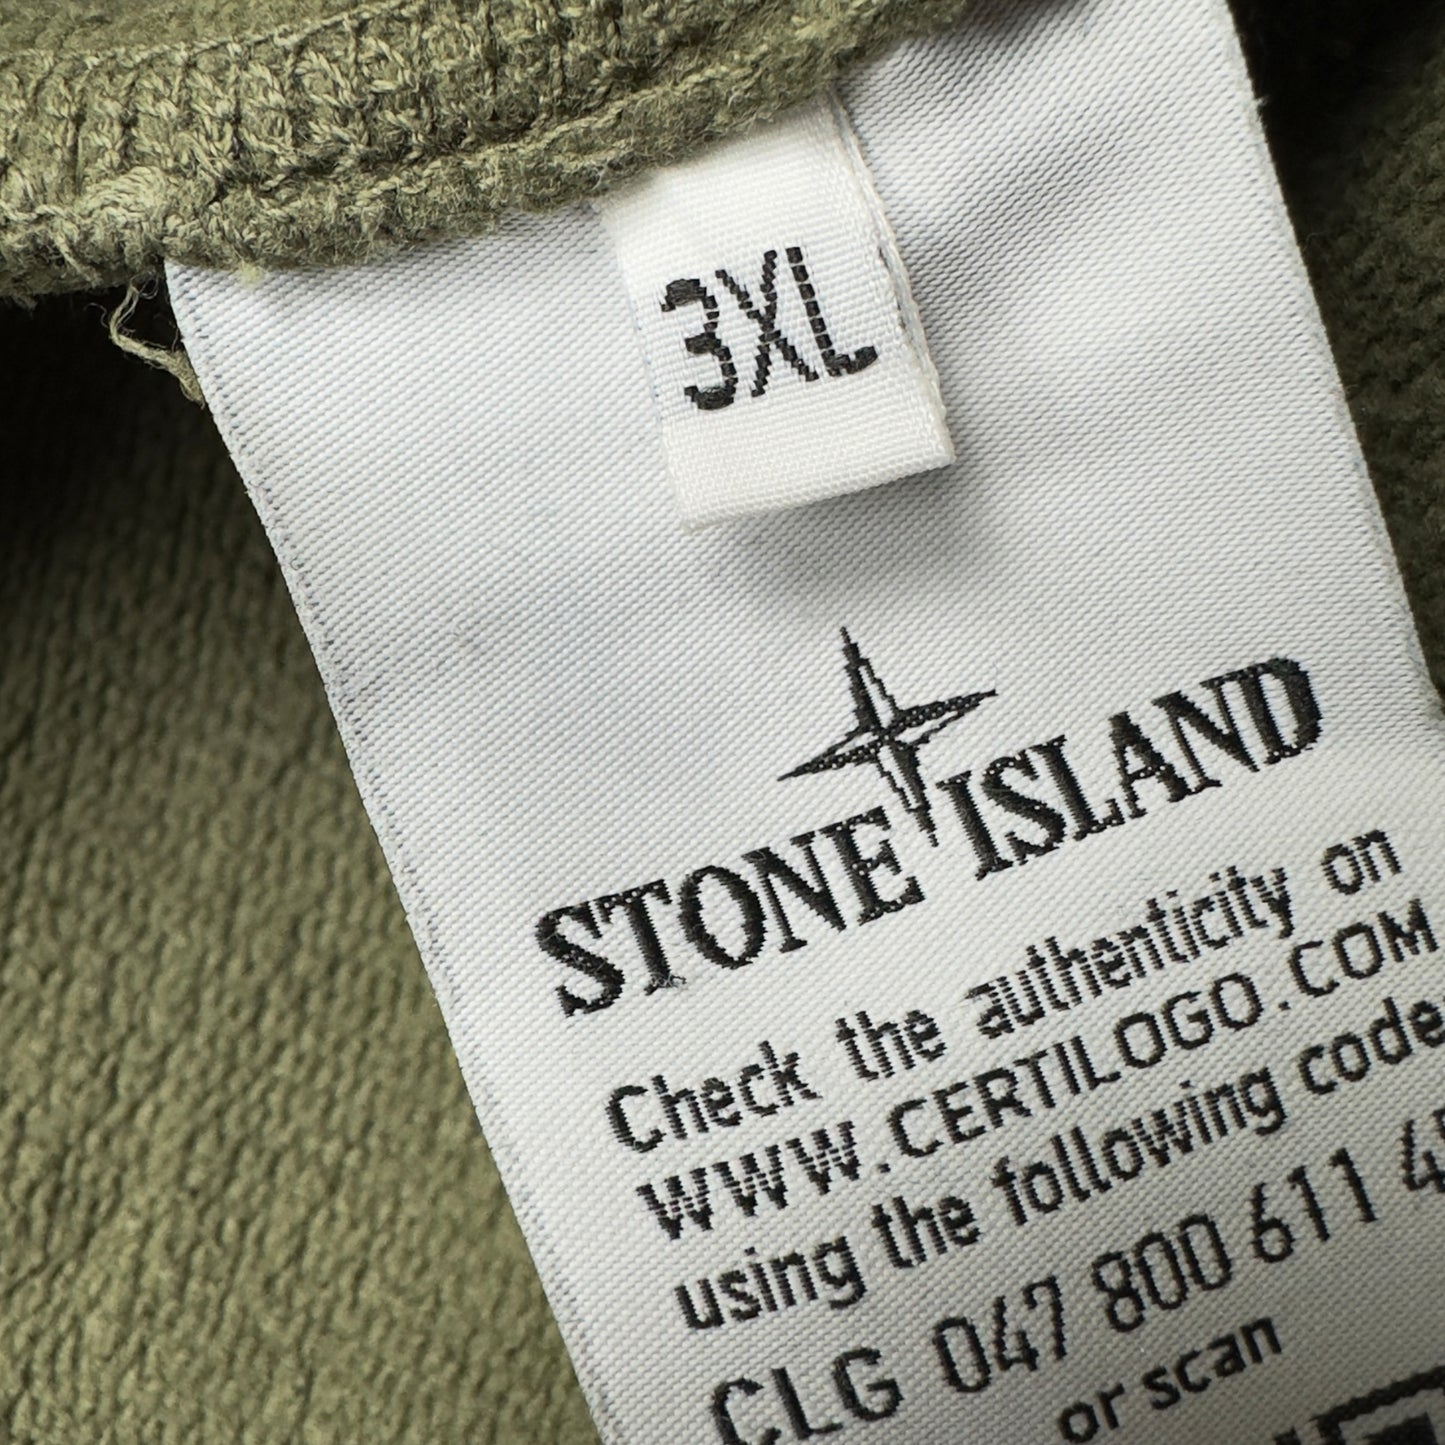 3XL
STONE ISLAND
Check the authenticity on
WWW.CERTILOGO.COM
using the following code
CLG 047 800 611
or scan